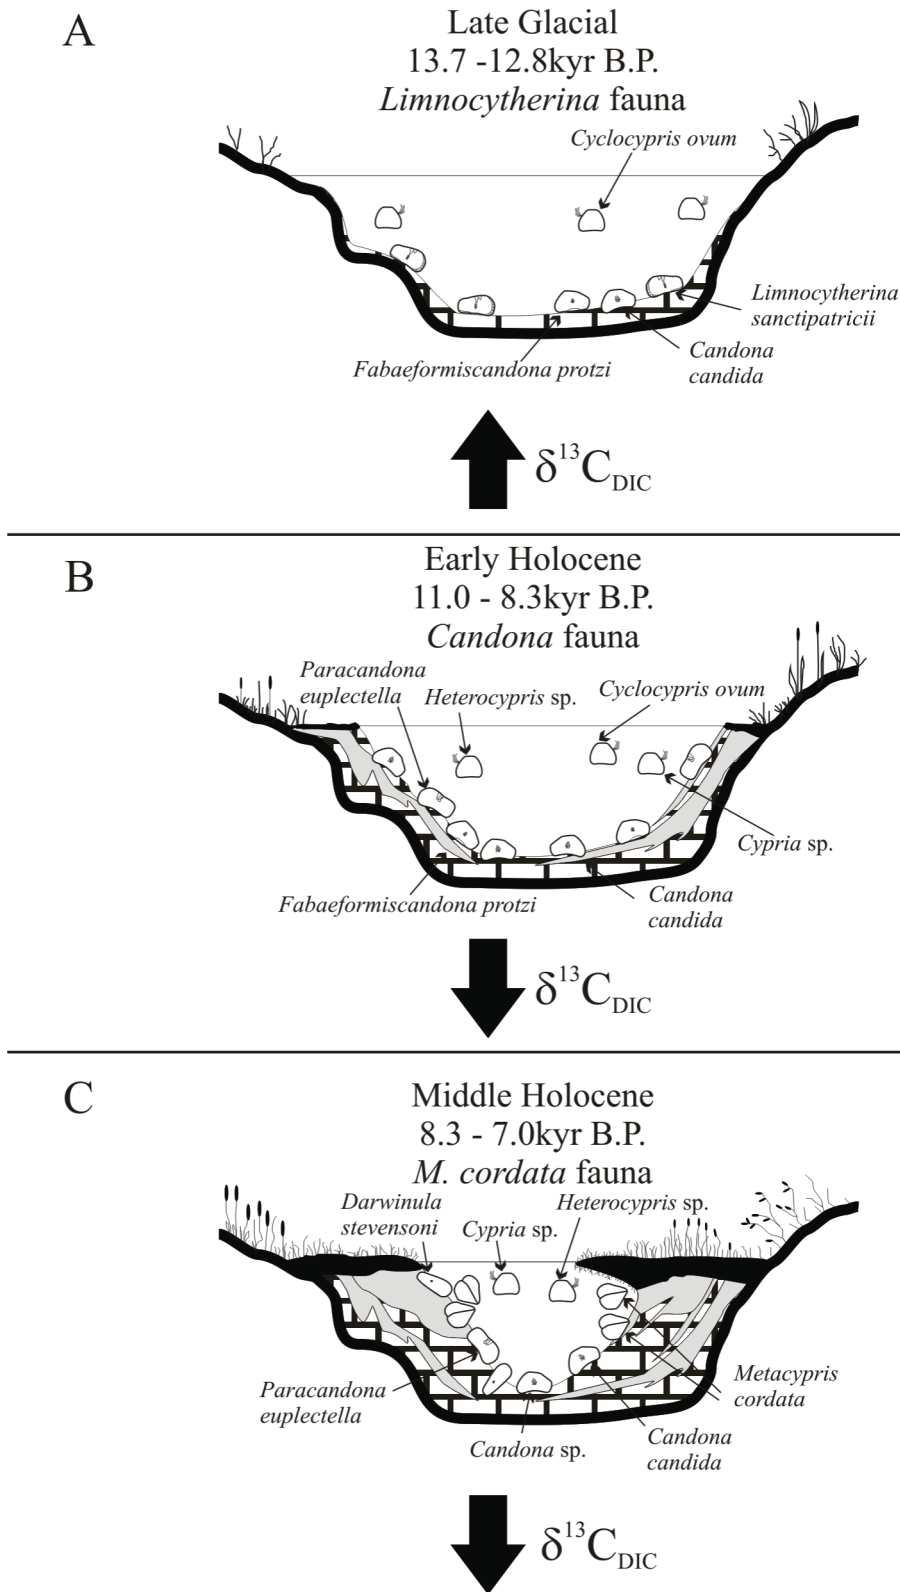 A
Late Glacial
13.7 -12.8kyr B.P.
Limnocytherina fauna
Cyclocypris ovum
Limnocytherina
sanctipatricii
Candona
candida
Fabaeformiscandona protzi
δ¹³C_DIC
B
Early Holocene
11.0 - 8.3kyr B.P.
Candona fauna
Paracandona
euplectella
Heterocypris sp.
Cyclocypris ovum
Cypria sp.
Candona
candida
Fabaeformiscandona protzi
δ¹³C_DIC
C
Middle Holocene
8.3 - 7.0kyr B.P.
M. cordata fauna
Darwinula
stevensoni
Cypria sp.
Heterocypris sp.
Metacypris
cordata
Paracandona
euplectella
Candona sp.
Candona
candida
δ¹³C_DIC